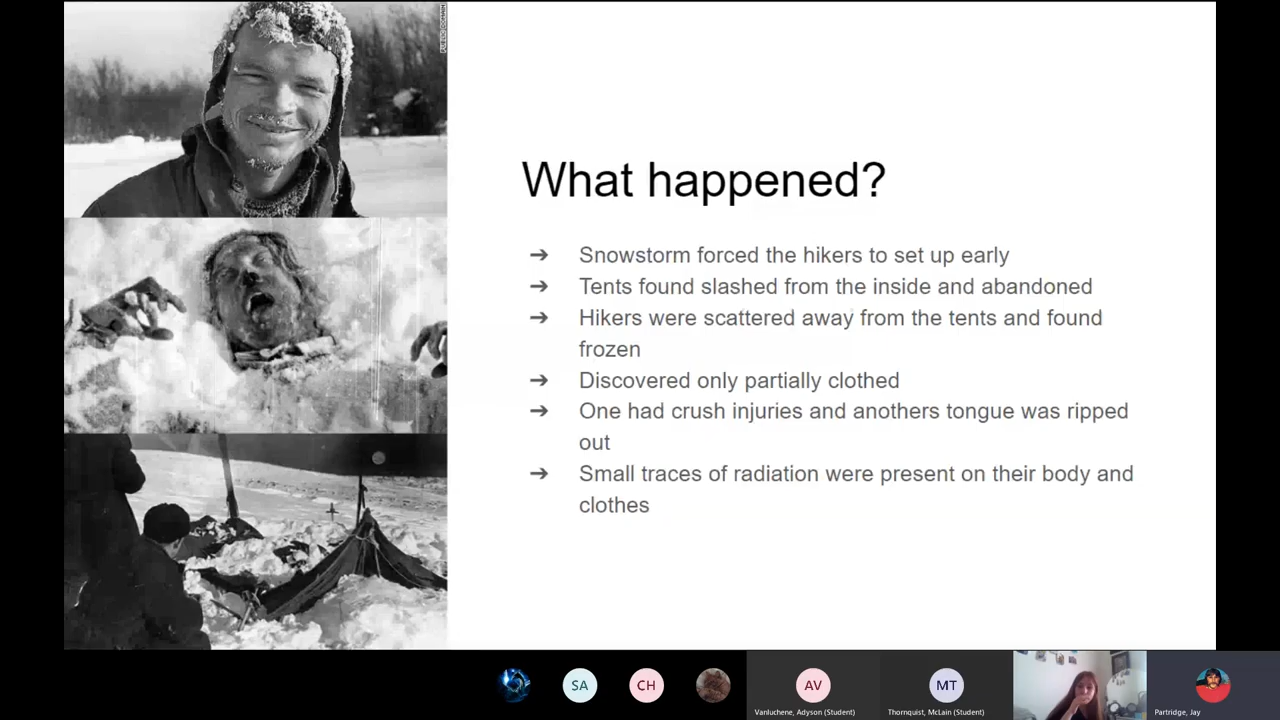 PUBLIC DOMAIN
What happened?
➔ Snowstorm forced the hikers to set up early
➔ Tents found slashed from the inside and abandoned
➔ Hikers were scattered away from the tents and found
frozen
➔ Discovered only partially clothed
➔ One had crush injuries and anothers tongue was ripped
out
➔ Small traces of radiation were present on their body and
clothes
SA
CH
AV
MT
Vanluchene, Adyson (Student)
Thornquist, McLain (Student)
Partridge, Jay